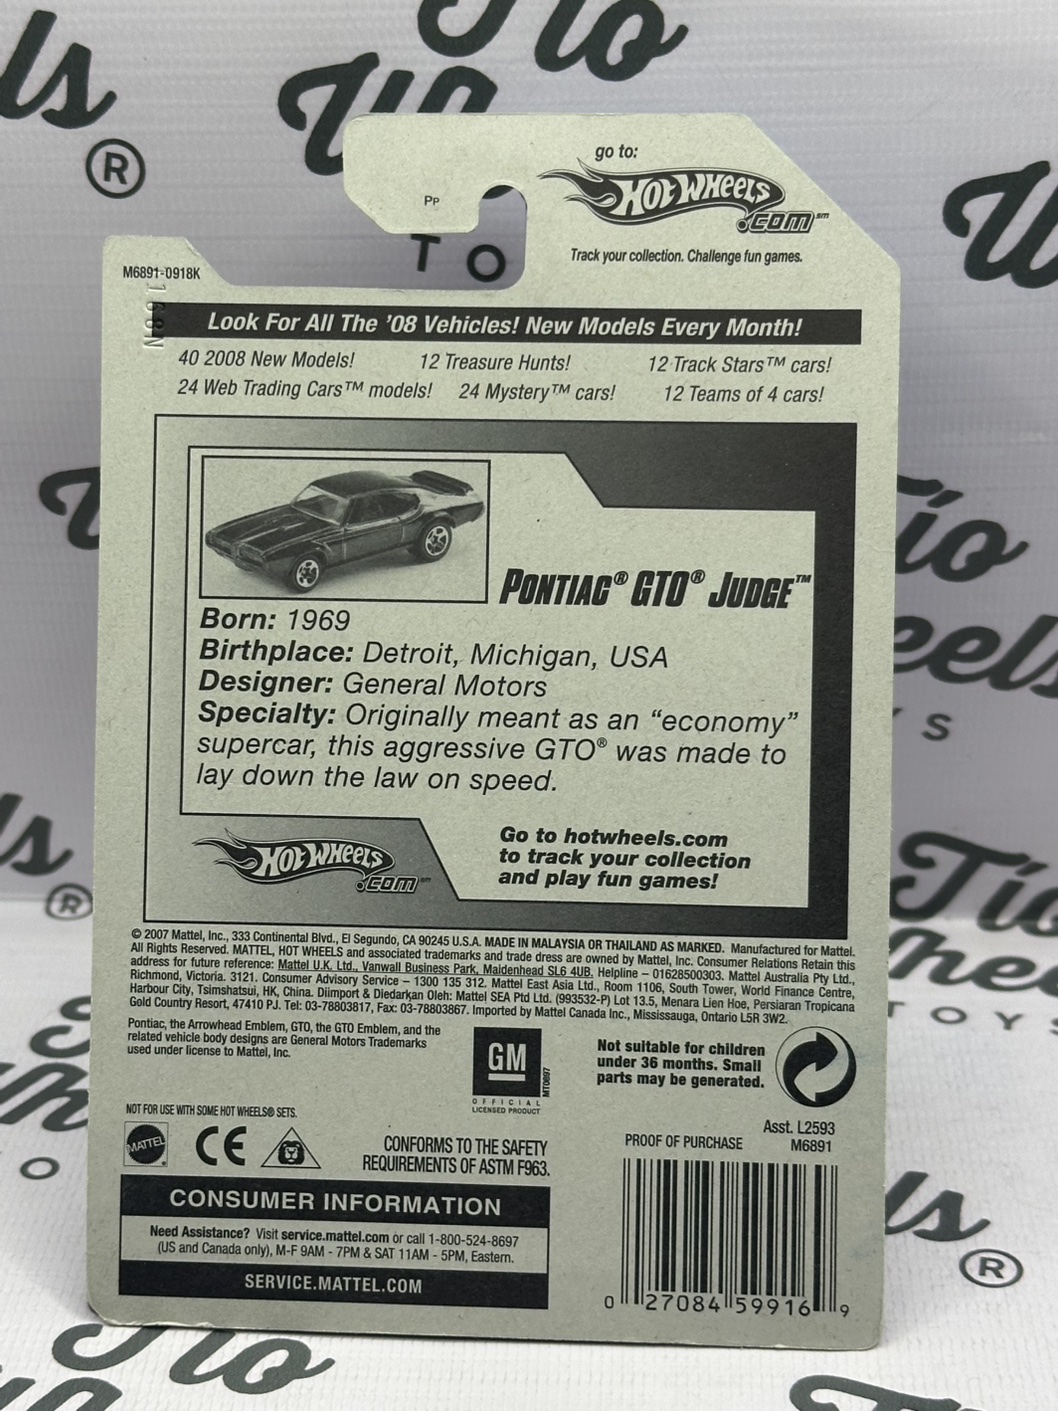 ls
®
Tío
Wh
go to:
HOT WHEELS
.com℠
Track your collection. Challenge fun games.
PP
TO
M6891-0918K
Look For All The '08 Vehicles! New Models Every Month!
40 2008 New Models! 12 Treasure Hunts! 12 Track Stars™ cars!
24 Web Trading Cars™ models! 24 Mystery™ cars! 12 Teams of 4 cars!
PONTIAC® GTO® JUDGE™
Born: 1969
Birthplace: Detroit, Michigan, USA
Designer: General Motors
Specialty: Originally meant as an “economy”
supercar, this aggressive GTO® was made to
lay down the law on speed.
HOT WHEELS
.com℠
Go to hotwheels.com
to track your collection
and play fun games!
© 2007 Mattel, Inc., 333 Continental Blvd., El Segundo, CA 90245 U.S.A. MADE IN MALAYSIA OR THAILAND AS MARKED. Manufactured for Mattel.
All Rights Reserved. MATTEL, HOT WHEELS and associated trademarks and trade dress are owned by Mattel, Inc. Consumer Relations Retain this
address for future reference: Mattel U.K. Ltd., Vanwall Business Park, Maidenhead SL6 4UB. Helpline – 01628500303. Mattel Australia Pty Ltd.,
Richmond, Victoria. 3121. Consumer Advisory Service – 1300 135 312. Mattel East Asia Ltd., Room 1106, South Tower, World Finance Centre,
Harbour City, Tsimshatsui, HK, China. Diimport & Diedarkan Oleh: Mattel SEA Ptd Ltd. (993532-P) Lot 13.5, Menara Lien Hoe, Persiaran Tropicana
Gold Country Resort, 47410 PJ. Tel: 03-78803817, Fax: 03-78803867. Imported by Mattel Canada Inc., Mississauga, Ontario L5R 3W2.
Pontiac, the Arrowhead Emblem, GTO, the GTO Emblem, and the
related vehicle body designs are General Motors Trademarks
used under license to Mattel, Inc.
GM
OFFICIAL
LICENSED PRODUCT
MT0897
Not suitable for children
under 36 months. Small
parts may be generated.
NOT FOR USE WITH SOME HOT WHEELS® SETS.
MATTEL
CE
CONFORMS TO THE SAFETY
REQUIREMENTS OF ASTM F963.
Asst. L2593
PROOF OF PURCHASE M6891
CONSUMER INFORMATION
Need Assistance? Visit service.mattel.com or call 1-800-524-8697
(US and Canada only), M-F 9AM - 7PM & SAT 11AM - 5PM, Eastern.
SERVICE.MATTEL.COM
0 27084 59916 9
Tío
eels
YS
®
Tío
heels
TOYS
ls
®
Tío